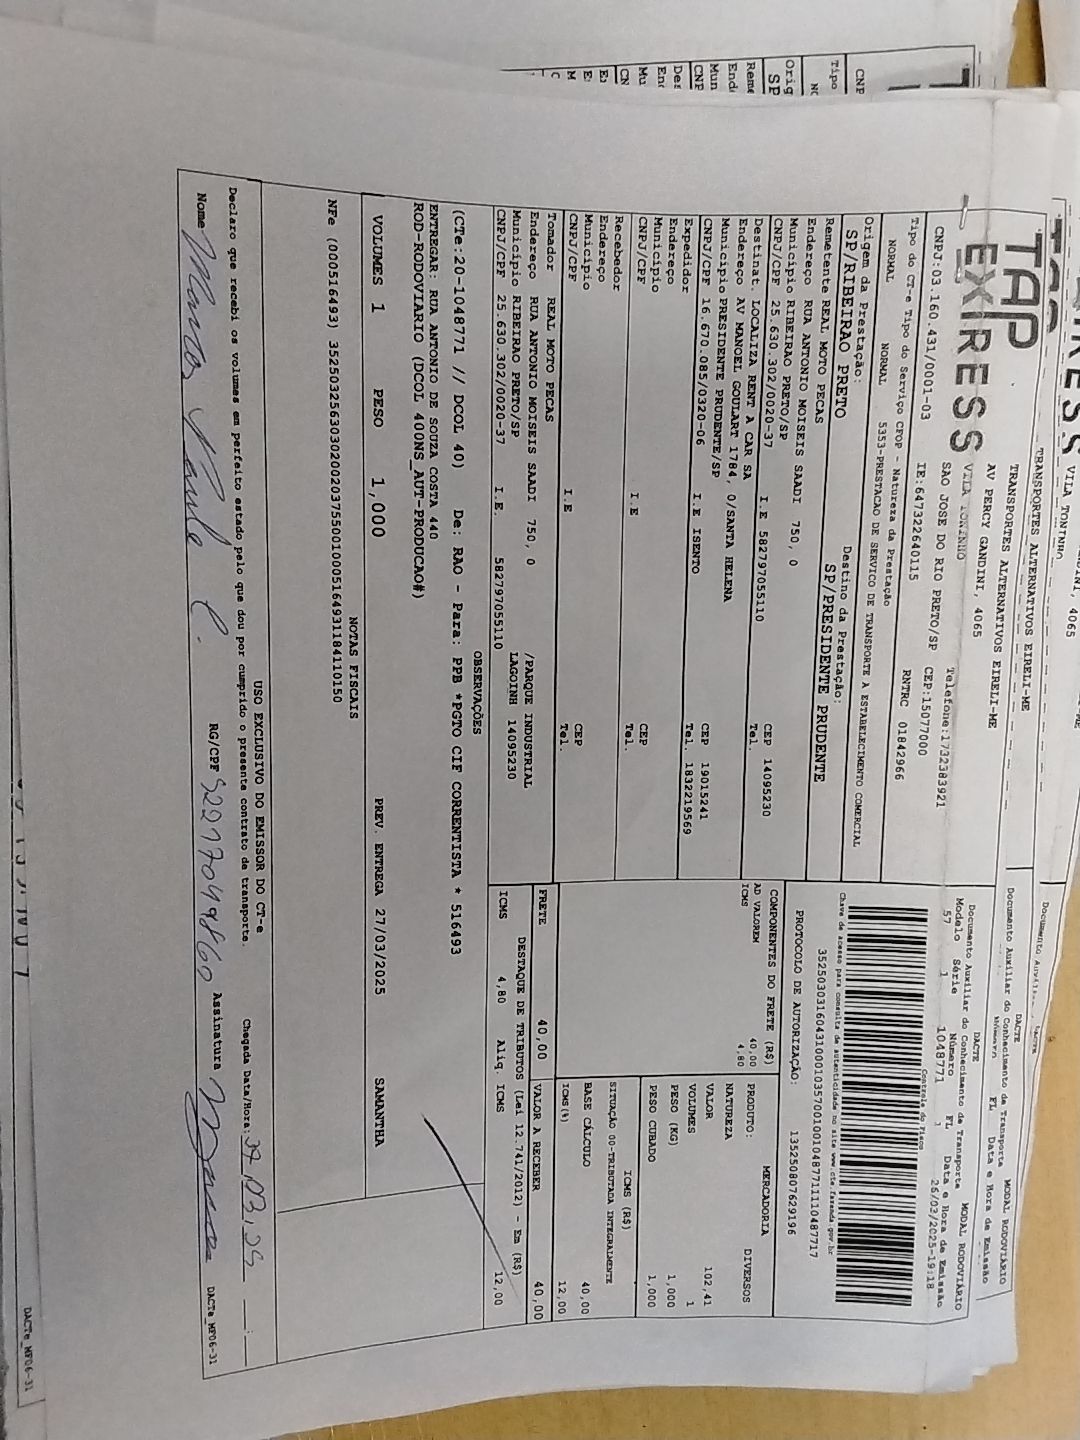 TAP
EXIRESS
TRANSPORTES ALTERNATIVOS EIRELI-ME
AV PERCY GANDINI, 4065
VILA TONINHO
SAO JOSE DO RIO PRETO/SP
CEP:15077000
Telefone:1732383921
CNPJ:03.160.431/0001-03 IE:647322640115 RNTRC 01842966
DACTE
Documento Auxiliar do Conhecimento de Transporte
MODAL RODOVIÁRIO
Modelo Série Número FL Data e Hora de Emissão
57 1 1048771 1 26/03/2025-19:18
Controle do Fisco
Chave de acesso para consulta de autenticidade no site www.cte.fazenda.gov.br
PROTOCOLO DE AUTORIZAÇÃO: 135250807629196
Tipo do CT-e Tipo do Serviço CFOP - Natureza da Prestação
NORMAL NORMAL 5353-PRESTACAO DE SERVICO DE TRANSPORTE A ESTABELECIMENTO COMERCIAL
Origem da Prestação: Destino da Prestação:
SP/RIBEIRAO PRETO SP/PRESIDENTE PRUDENTE
Remetente REAL MOTO PECAS
Endereço RUA ANTONIO MOISEIS SAADI 750, 0
Municipio RIBEIRAO PRETO/SP CEP 14095230
CNPJ/CPF 25.630.302/0020-37 I.E 582797055110 Tel.
Destinat. LOCALIZA RENT A CAR SA
Endereço AV MANOEL GOULART 1784, 0/SANTA HELENA
Municipio PRESIDENTE PRUDENTE/SP CEP 19015241
CNPJ/CPF 16.670.085/0320-06 I.E ISENTO Tel. 1832219569
Expedidor
Endereço
Municipio CEP
CNPJ/CPF I.E Tel.
Recebedor
Endereço
Município CEP
CNPJ/CPF I.E Tel.
Tomador REAL MOTO PECAS
Endereço RUA ANTONIO MOISEIS SAADI 750, 0 /PARQUE INDUSTRIAL
Município RIBEIRAO PRETO/SP LAGOINH 14095230
CNPJ/CPF 25.630.302/0020-37 I.E. 582797055110
COMPONENTES DO FRETE (R$)
AD VALOREM 40,00
ICMS 4,80
FRETE 40,00
MERCADORIA
PRODUTO: DIVERSOS
NATUREZA
VALOR 102,41
VOLUMES 1
PESO (KG) 1,000
PESO CUBADO 1,000
ICMS (R$)
SITUAÇÃO 00-TRIBUTADA INTEGRALMENTE
BASE CÁLCULO 40,00
ICMS(%) 12,00
VALOR A RECEBER 40,00
DESTAQUE DE TRIBUTOS (Lei 12.741/2012) - Em (R$)
ICMS 4,80 Aliq. ICMS 12,00
OBSERVAÇÕES
(CTe:20-1048771 // DCOL 40) De: RAO - Para: PPB *PGTO CIF CORRENTISTA * 516493
ENTREGAR: RUA ANTONIO DE SOUZA COSTA 440
ROD-RODOVIARIO (DCOL 400NS_AUT-PRODUCAO#)
VOLUMES 1 PESO 1,000 PREV. ENTREGA 27/03/2025 SAMANTHA
NOTAS FISCAIS
USO EXCLUSIVO DO EMISSOR DO CT-e
Declaro que recebi os volumes em perfeito estado pelo que dou por cumprido o presente contrato de transporte. Chegada Data/Hora:
Nome RG/CPF Assinatura
DACTe_MF06-31
DACTe_MF06-31